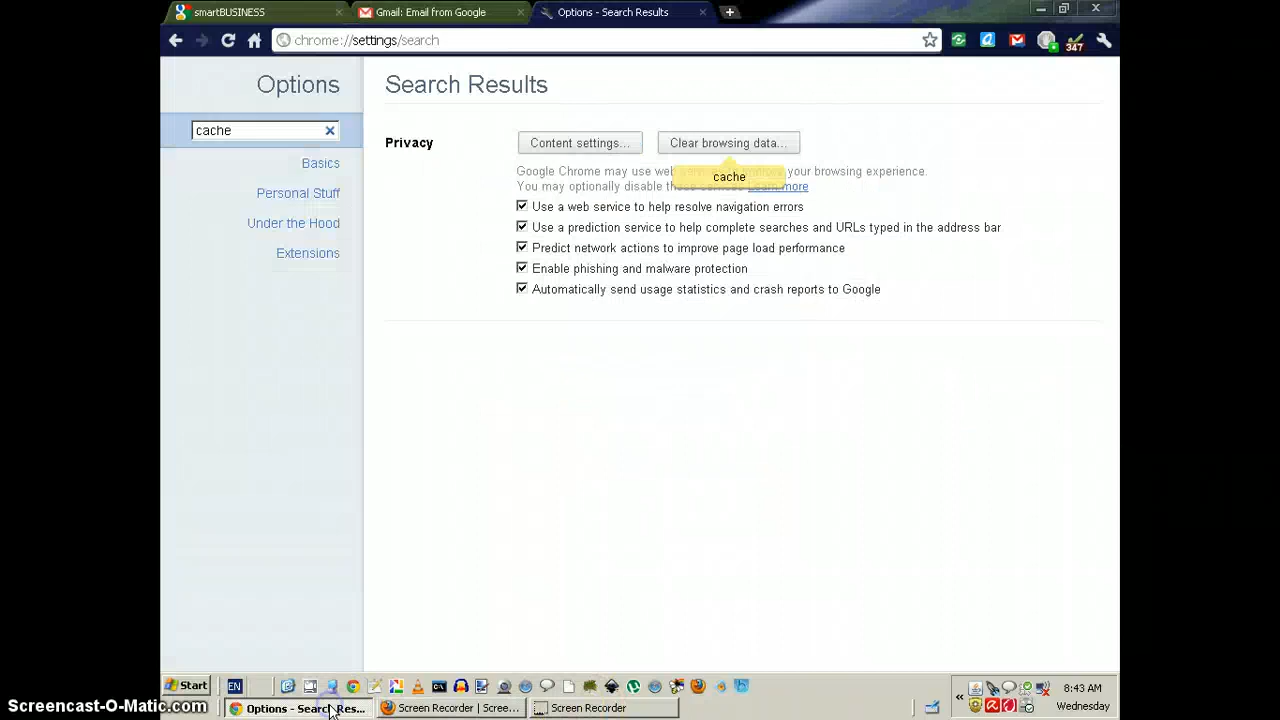 smartBUSINESS
Gmail: Email from Google
Options - Search Results
chrome://settings/search
347
Options
Search Results
cache
Privacy
Content settings...
Clear browsing data...
Basics
Google Chrome may use web your browsing experience.
cache
You may optionally disable these services. Learn more
Personal Stuff
Use a web service to help resolve navigation errors
Under the Hood
Use a prediction service to help complete searches and URLs typed in the address bar
Predict network actions to improve page load performance
Extensions
Enable phishing and malware protection
Automatically send usage statistics and crash reports to Google
Start
EN
8:43 AM
Options - Search Res...
Screen Recorder | Scree...
Screen Recorder
Wednesday
Screencast-O-Matic.com